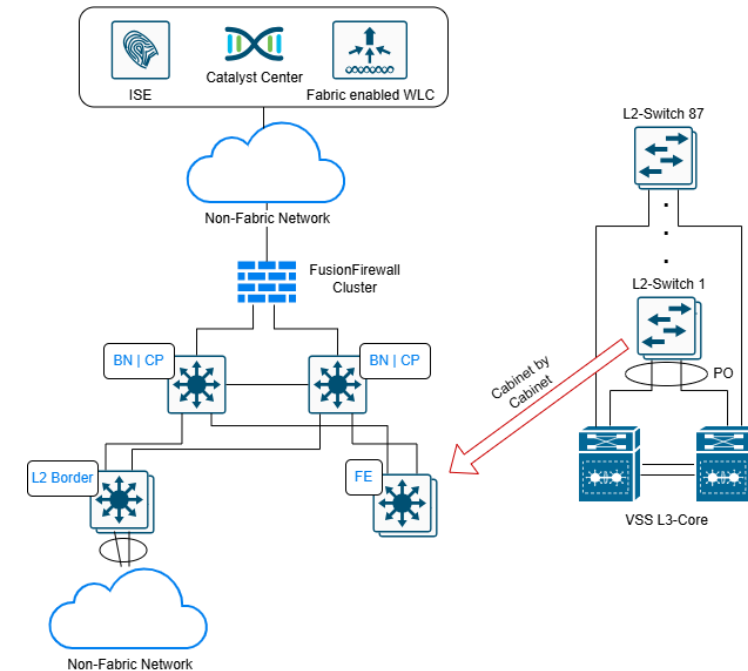 ISE
Catalyst Center
Fabric enabled WLC
Non-Fabric Network
FusionFirewall
Cluster
BN | CP
BN | CP
L2 Border
FE
Non-Fabric Network
L2-Switch 87
L2-Switch 1
PO
Cabinet by
Cabinet
VSS L3-Core